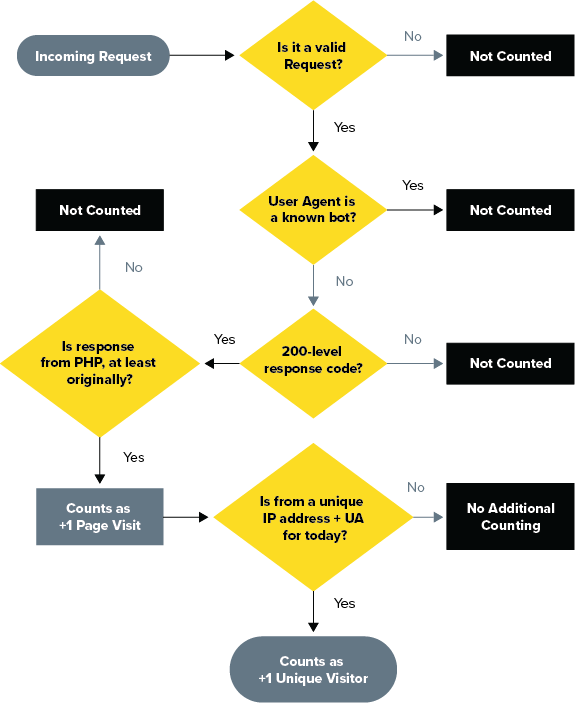 Incoming Request
Is it a valid
Request?
No
Not Counted
Yes
User Agent is
a known bot?
Yes
Not Counted
No
200-level
response code?
No
Not Counted
Yes
Is response
from PHP, at least
originally?
No
Not Counted
Yes
Counts as
+1 Page Visit
Is from a unique
IP address + UA
for today?
No
No Additional
Counting
Yes
Counts as
+1 Unique Visitor